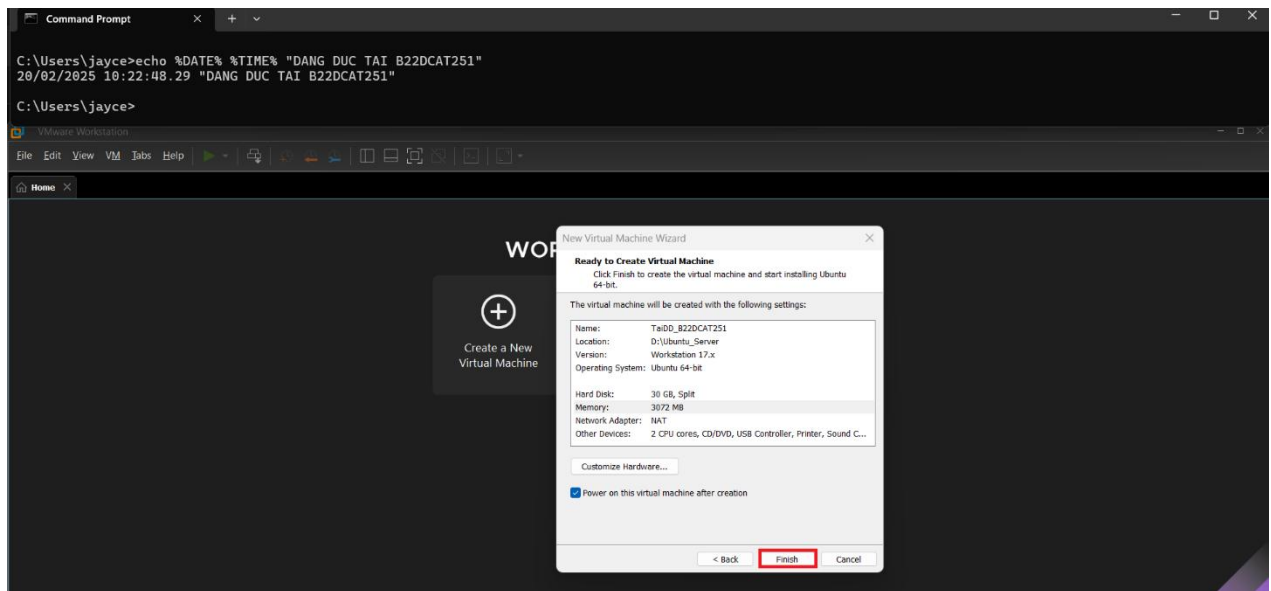 Command Prompt
C:\Users\jayce>echo %DATE% %TIME% "DANG DUC TAI B22DCAT251"
20/02/2025 10:22:48.29 "DANG DUC TAI B22DCAT251"
C:\Users\jayce>
VMware Workstation
File Edit View VM Tabs Help
Home
WOR
Create a New
Virtual Machine
New Virtual Machine Wizard
Ready to Create Virtual Machine
Click Finish to create the virtual machine and start installing Ubuntu
64-bit.
The virtual machine will be created with the following settings:
Name: TaiDD_B22DCAT251
Location: D:\Ubuntu_Server
Version: Workstation 17.x
Operating System: Ubuntu 64-bit
Hard Disk: 30 GB, Split
Memory: 3072 MB
Network Adapter: NAT
Other Devices: 2 CPU cores, CD/DVD, USB Controller, Printer, Sound C...
Customize Hardware...
Power on this virtual machine after creation
< Back Finish Cancel